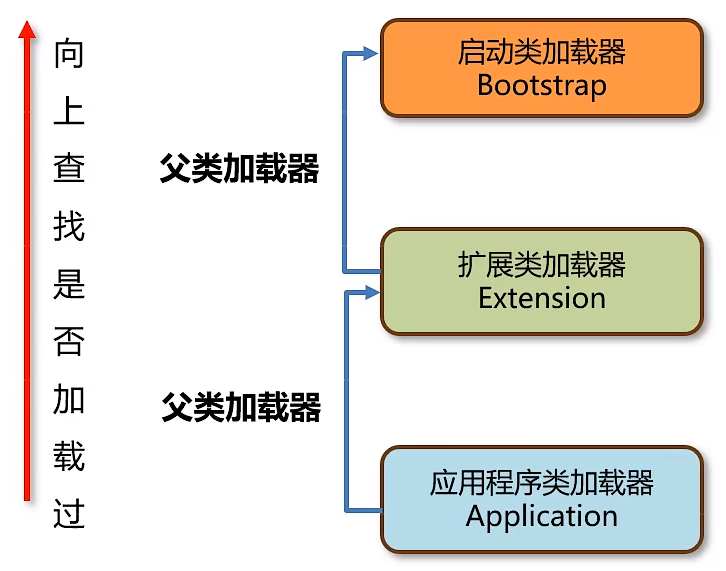 向上查找是否加载过
父类加载器
父类加载器
启动类加载器
Bootstrap
扩展类加载器
Extension
应用程序类加载器
Application